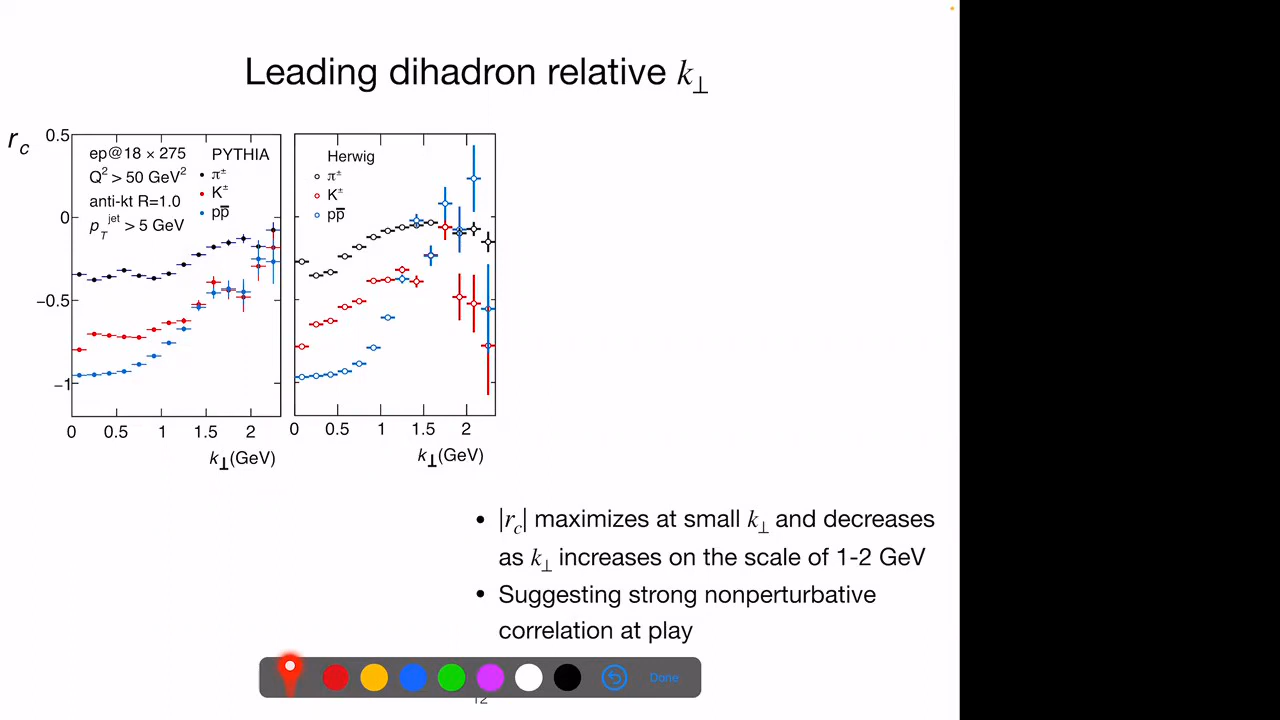 Leading dihadron relative k⊥
r_c
0.5
0
−0.5
−1
ep@18 × 275
Q² > 50 GeV²
anti-kt R=1.0
p_T^jet > 5 GeV
PYTHIA
π±
K±
pp̅
0 0.5 1 1.5 2
k⊥(GeV)
Herwig
π±
K±
pp̅
0 0.5 1 1.5 2
k⊥(GeV)
• |r_c| maximizes at small k⊥ and decreases
as k⊥ increases on the scale of 1-2 GeV
• Suggesting strong nonperturbative
correlation at play
Done
12